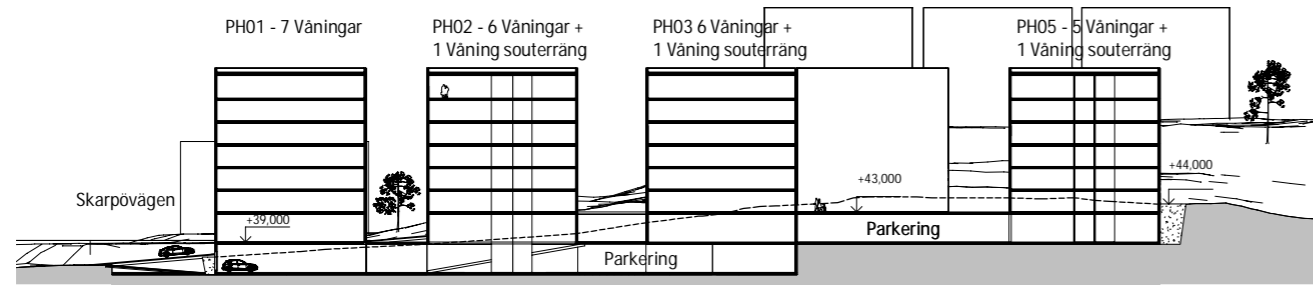 PH01 - 7 Våningar
PH02 - 6 Våningar +
1 Våning souterräng
PH03 6 Våningar +
1 Våning souterräng
PH05 - 5 Våningar +
1 Våning souterräng
+44,000
+43,000
Skarpövägen
+39,000
Parkering
Parkering